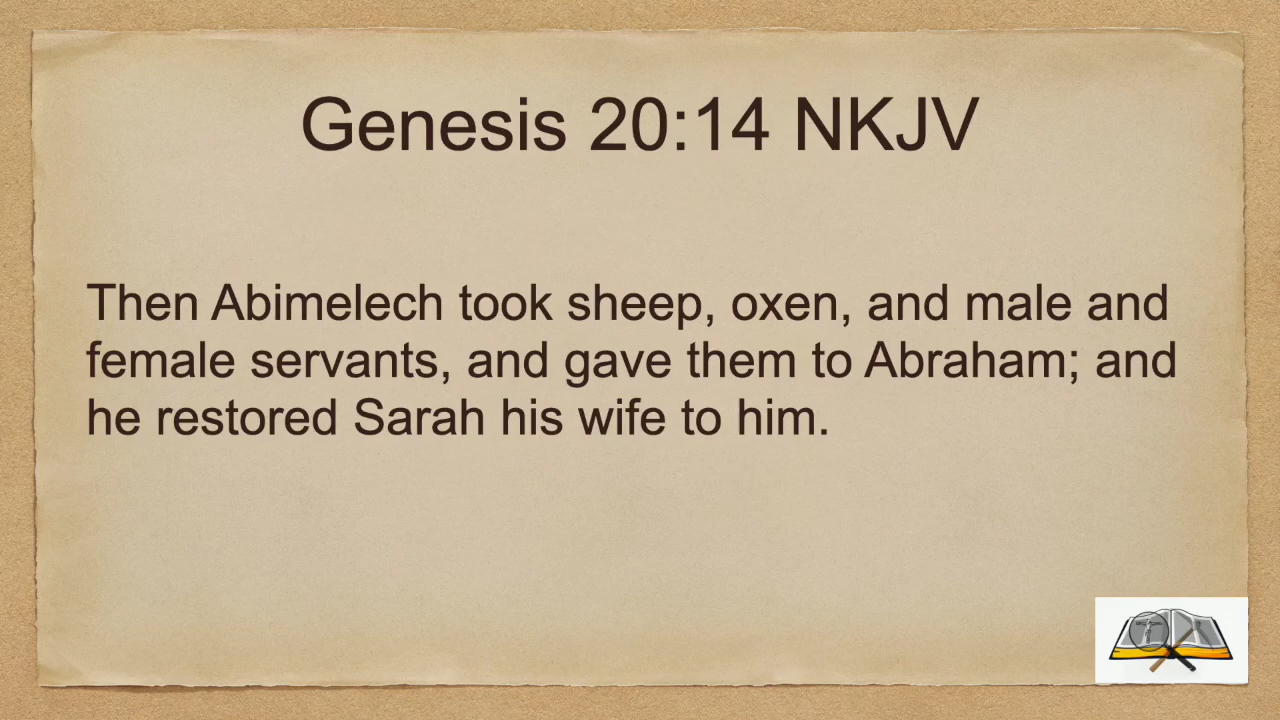 Genesis 20:14 NKJV
Then Abimelech took sheep, oxen, and male and
female servants, and gave them to Abraham; and
he restored Sarah his wife to him.